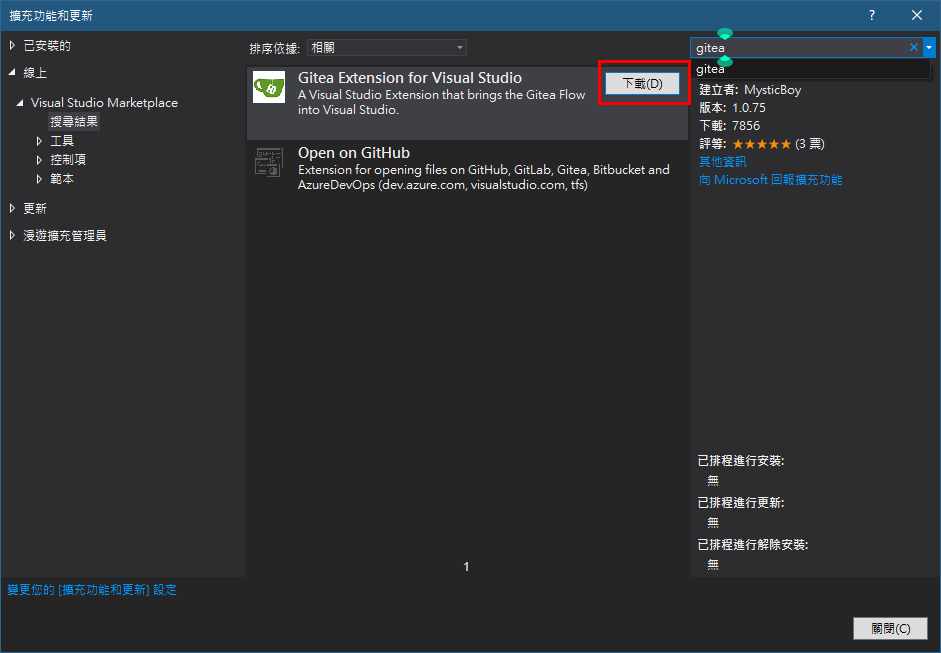 擴充功能和更新
?
已安裝的
線上
Visual Studio Marketplace
搜尋結果
工具
控制項
範本
更新
漫遊擴充管理員
變更您的 [擴充功能和更新] 設定
排序依據: 相關
Gitea Extension for Visual Studio
A Visual Studio Extension that brings the Gitea Flow
into Visual Studio.
下載(D)
Open on GitHub
Extension for opening files on GitHub, GitLab, Gitea, Bitbucket and
AzureDevOps (dev.azure.com, visualstudio.com, tfs)
1
gitea
gitea
建立者: MysticBoy
版本: 1.0.75
下載: 7856
評等: ★★★★★ (3 票)
其他資訊
向 Microsoft 回報擴充功能
已排程進行安裝:
無
已排程進行更新:
無
已排程進行解除安裝:
無
關閉(C)